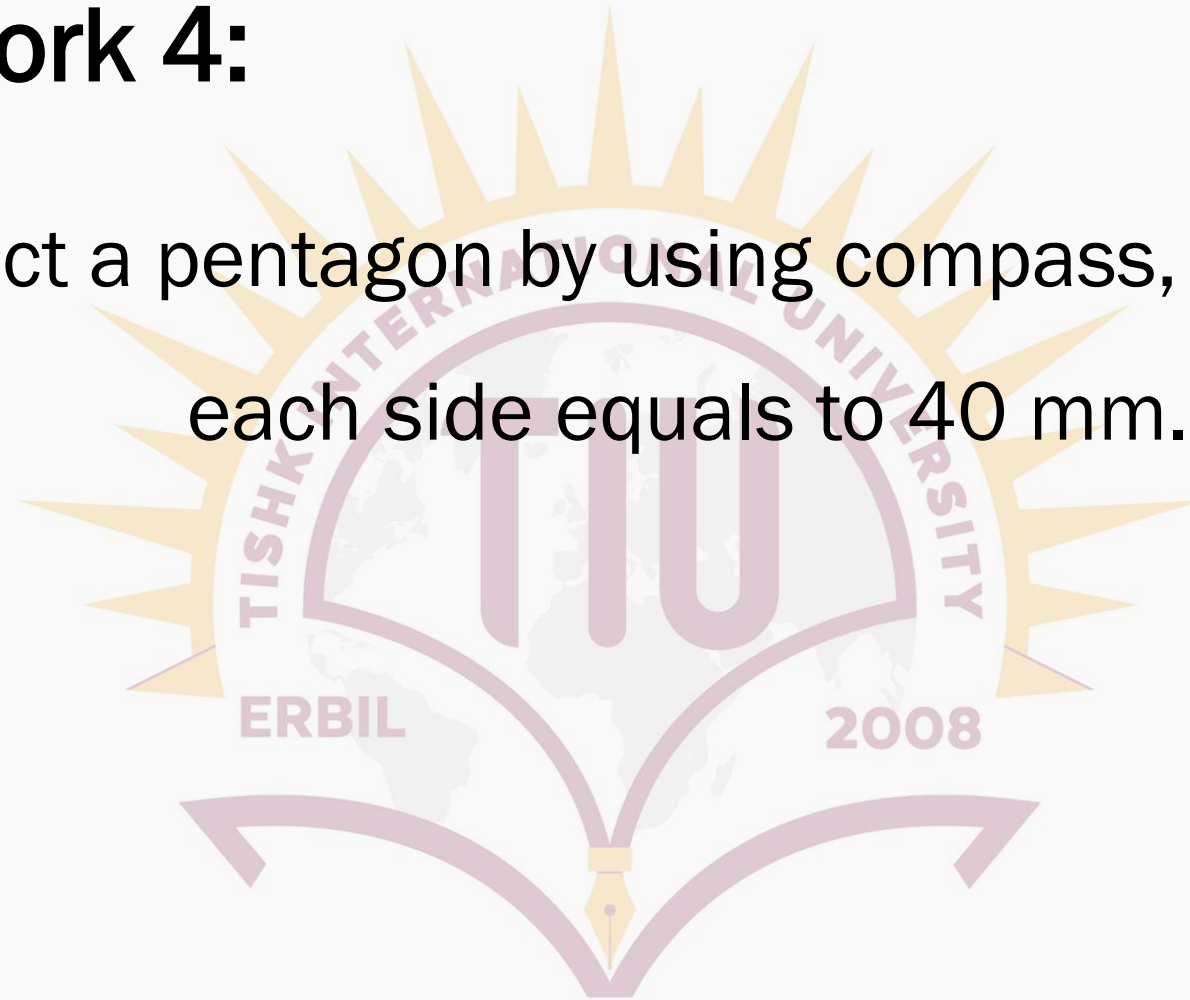 ork 4:
ct a pentagon by using compass,
each side equals to 40 mm.
TISHK INTERNATIONAL UNIVERSITY
TIU
ERBIL 2008